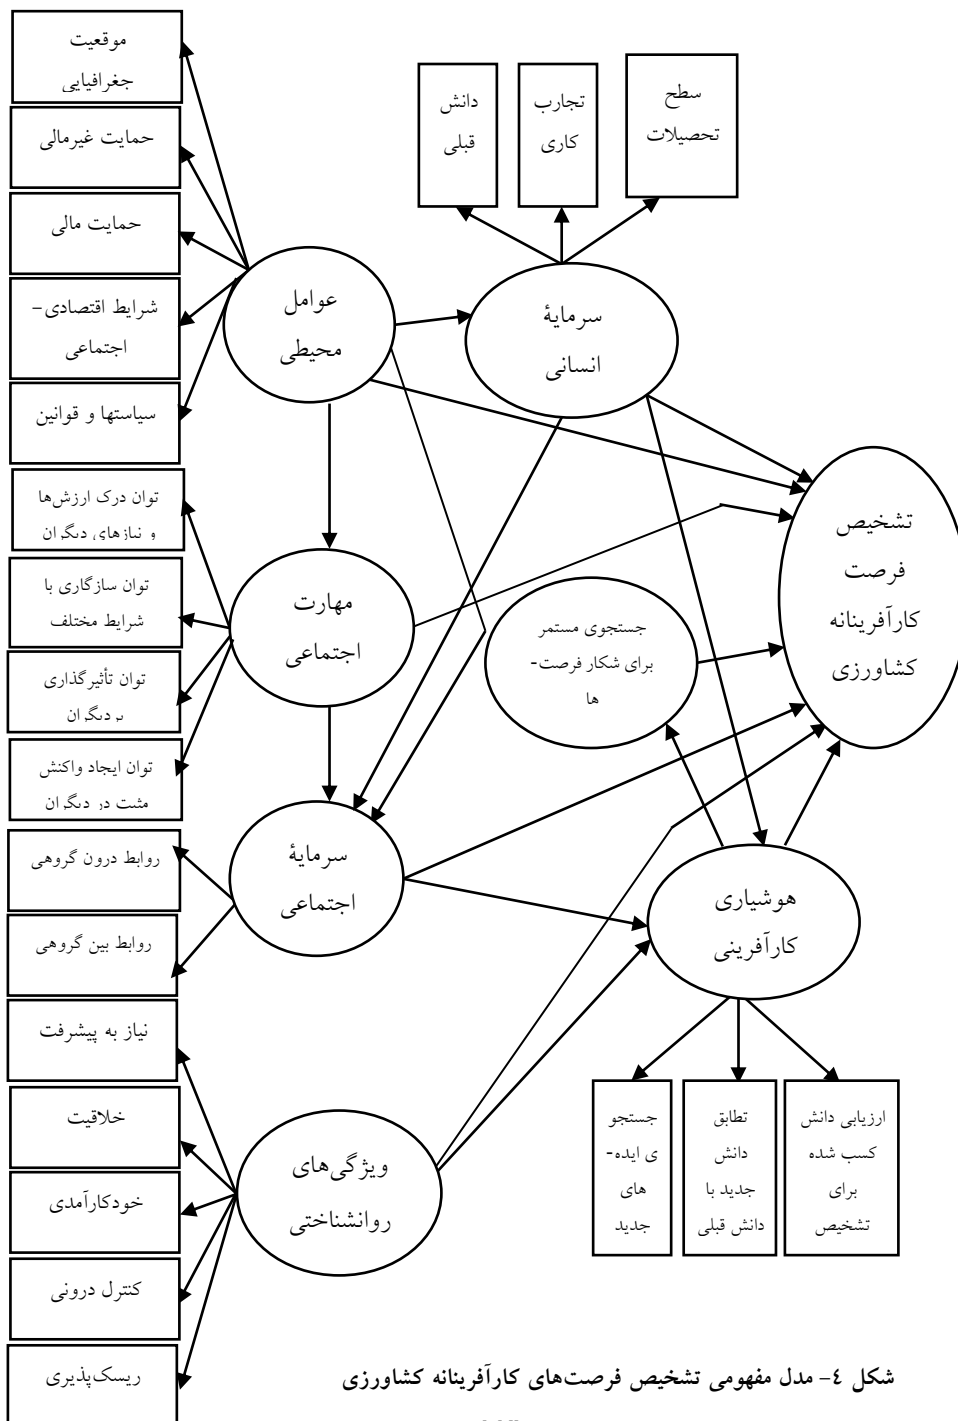 موقعیت
جغرافیایی
حمایت غیرمالی
حمایت مالی
شرایط اقتصادی-
اجتماعی
سیاستها و قوانین
توان درک ارزش‌ها
و نیازهای دیگران
توان سازگاری با
شرایط مختلف
توان تأثیرگذاری
بردیگران
توان ایجاد واکنش
مثبت در دیگران
روابط درون گروهی
روابط بین گروهی
نیاز به پیشرفت
خلاقیت
خودکارآمدی
کنترل درونی
ریسک‌پذیری
سطح
تحصیلات
تجارب
کاری
دانش
قبلی
عوامل
محیطی
سرمایۀ
انسانی
مهارت
اجتماعی
سرمایۀ
اجتماعی
ویژگی‌های
روانشناختی
جستجوی مستمر
برای شکار فرصت-
ها
تشخیص
فرصت
کارآفرینانه
کشاورزی
هوشیاری
کارآفرینی
ارزیابی دانش
کسب شده
برای
تشخیص
تطابق
دانش
جدید با
دانش قبلی
جستجو
ی ایده-
های
جدید
شکل ٤- مدل مفهومی تشخیص فرصت‌های کارآفرینانه کشاورزی